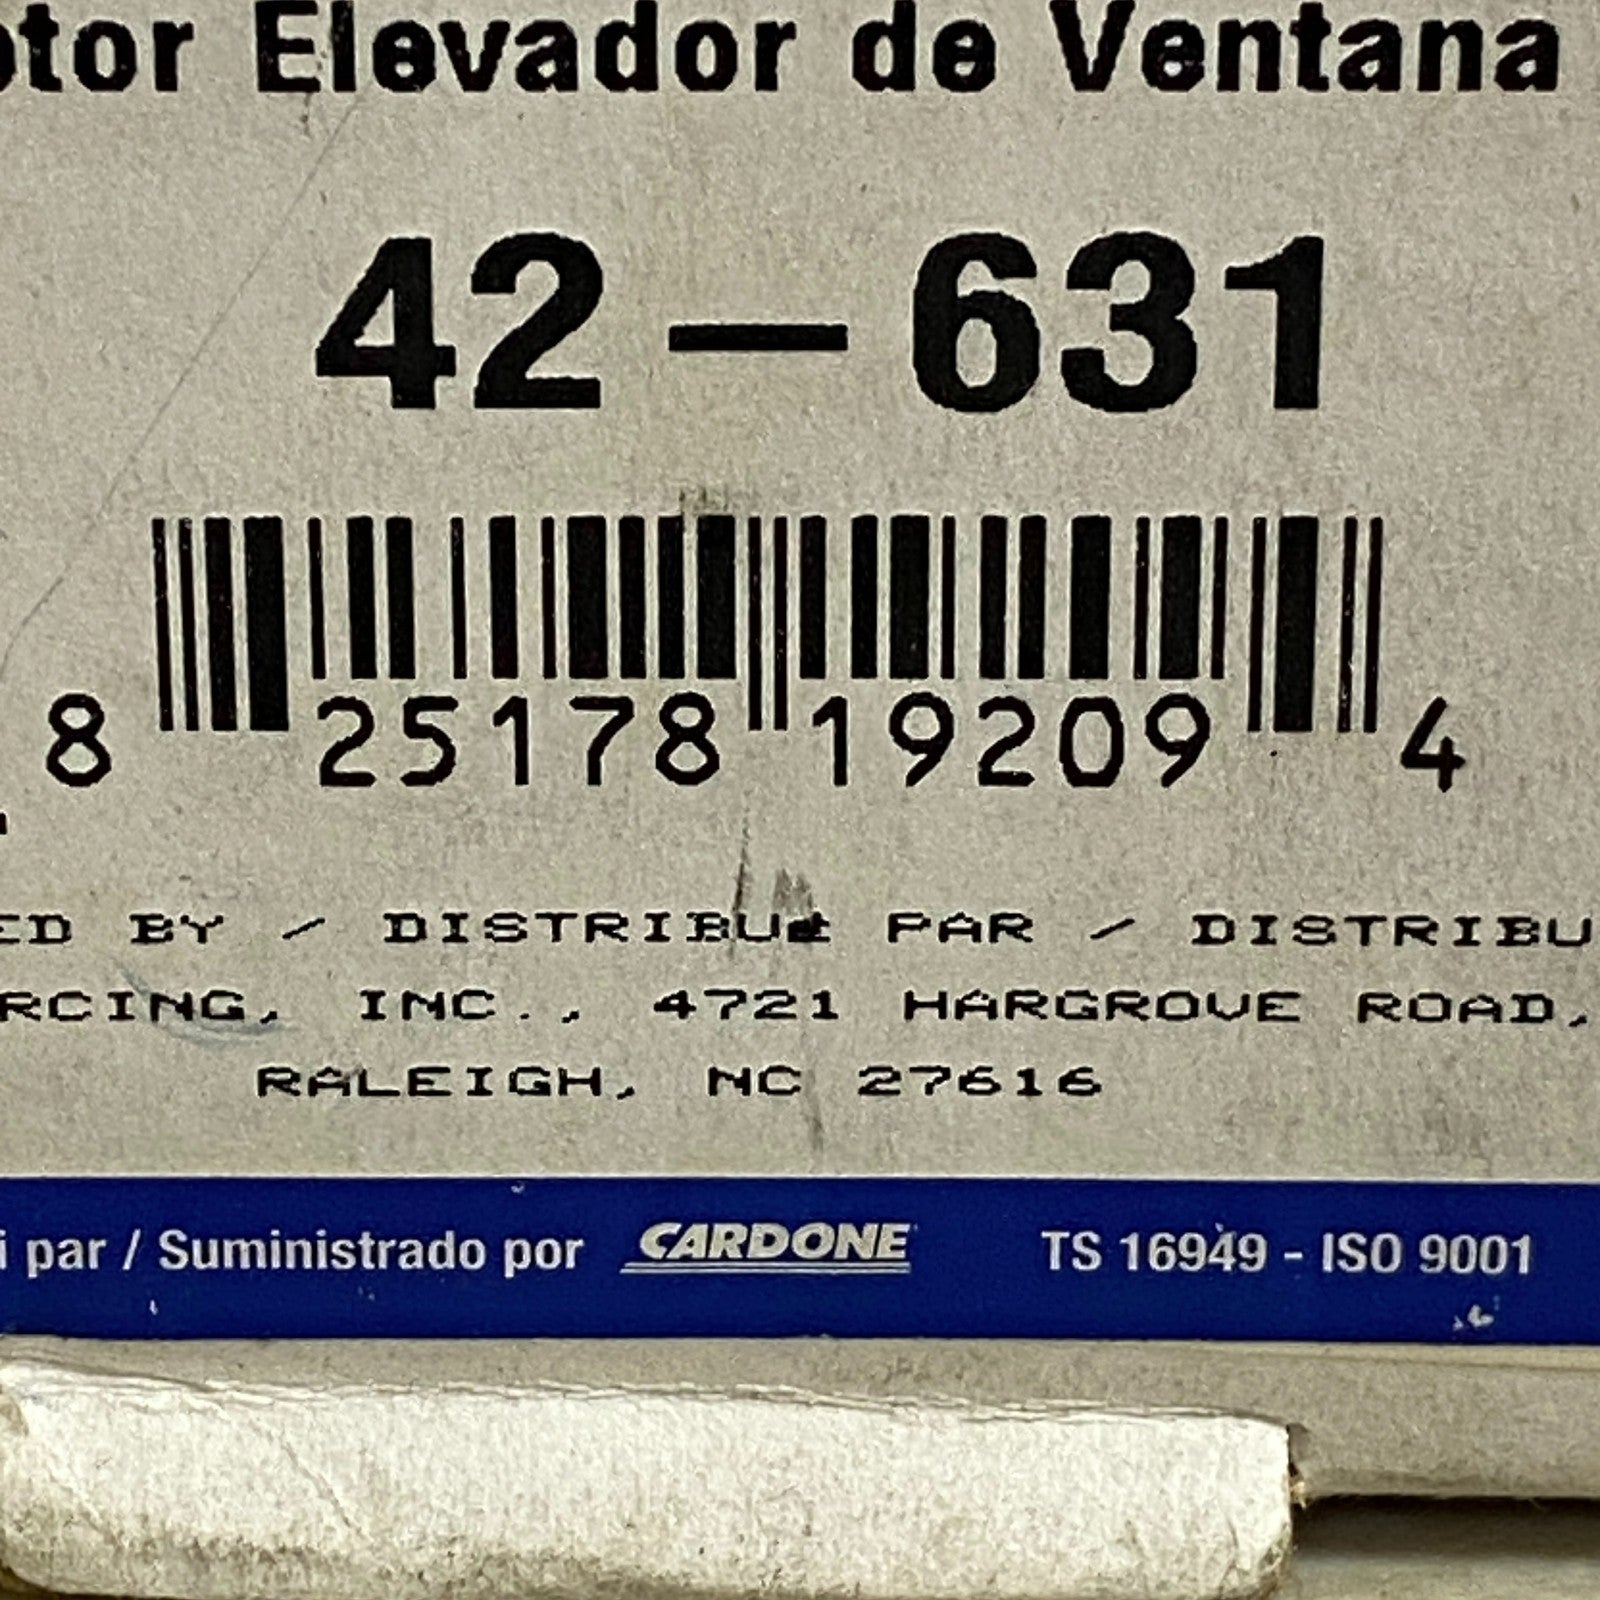 otor Elevador de Ventana
42-631
8 25178 19209 4
ED BY / DISTRIBUÉ PAR / DISTRIBU
RCING, INC., 4721 HARGROVE ROAD,
RALEIGH, NC 27616
i par / Suministrado por CARDONE TS 16949 - ISO 9001